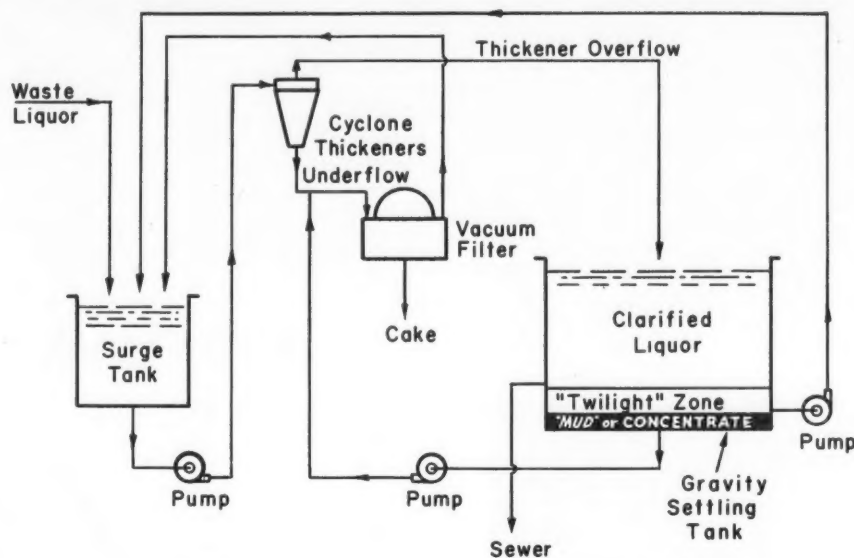 Thickener Overflow
Waste
Liquor
Cyclone
Thickeners
Underflow
Vacuum
Filter
Cake
Surge
Tank
Clarified
Liquor
"Twilight" Zone
"MUD" or CONCENTRATE
Pump
Pump
Pump
Gravity
Settling
Tank
Sewer